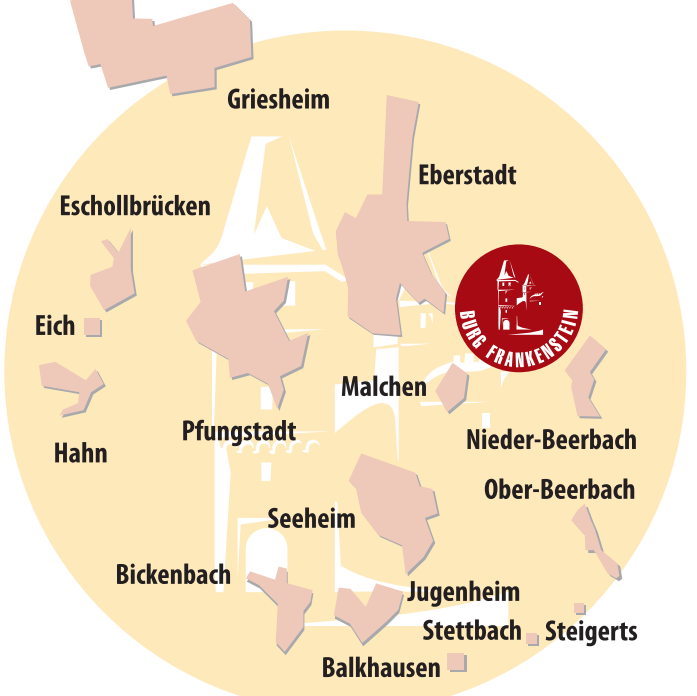 Griesheim
Eberstadt
Eschollbrücken
BURG FRANKENSTEIN
Eich
Malchen
Pfungstadt
Nieder-Beerbach
Hahn
Ober-Beerbach
Seeheim
Bickenbach
Jugenheim
Stettbach
Steigerts
Balkhausen